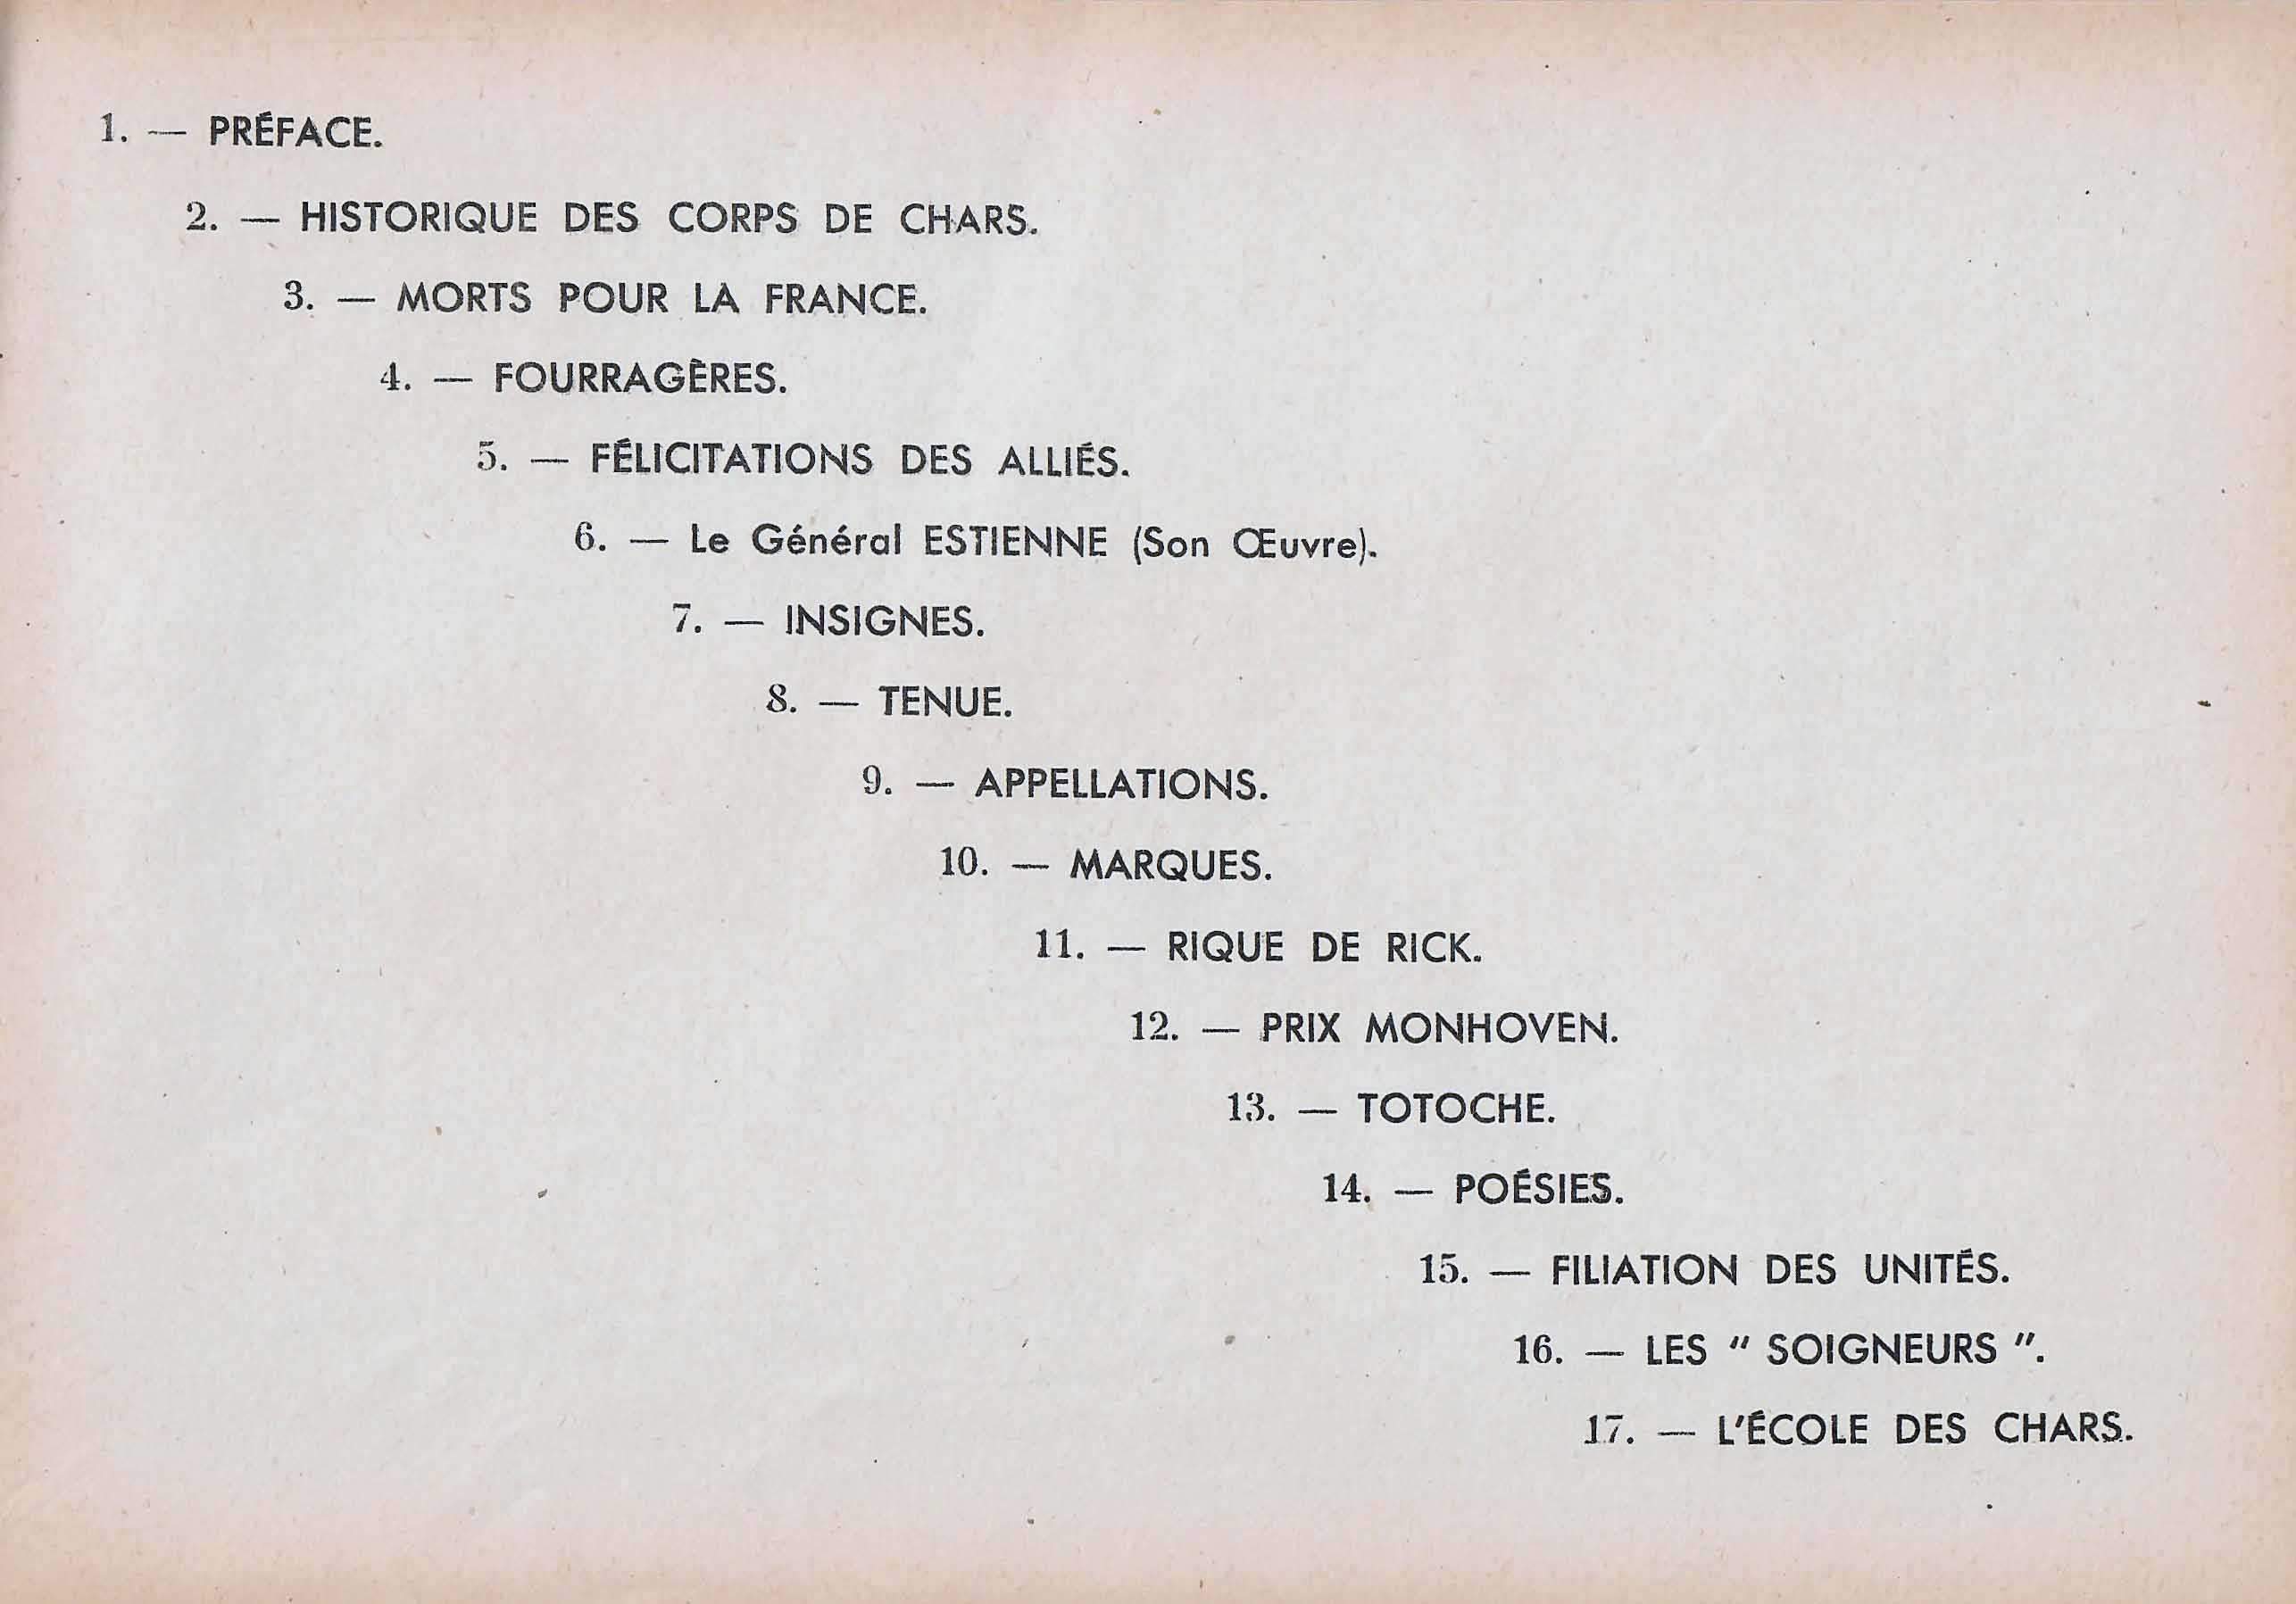 1. — PRÉFACE.
2. — HISTORIQUE DES CORPS DE CHARS.
3. — MORTS POUR LA FRANCE.
4. — FOURRAGÈRES.
5. — FÉLICITATIONS DES ALLIÉS.
6. — Le Général ESTIENNE (Son Œuvre).
7. — INSIGNES.
8. — TENUE.
9. — APPELLATIONS.
10. — MARQUES.
11. — RIQUE DE RICK.
12. — PRIX MONHOVEN.
13. — TOTOCHE.
14. — POÉSIES.
15. — FILIATION DES UNITÉS.
16. — LES " SOIGNEURS ".
17. — L'ÉCOLE DES CHARS.